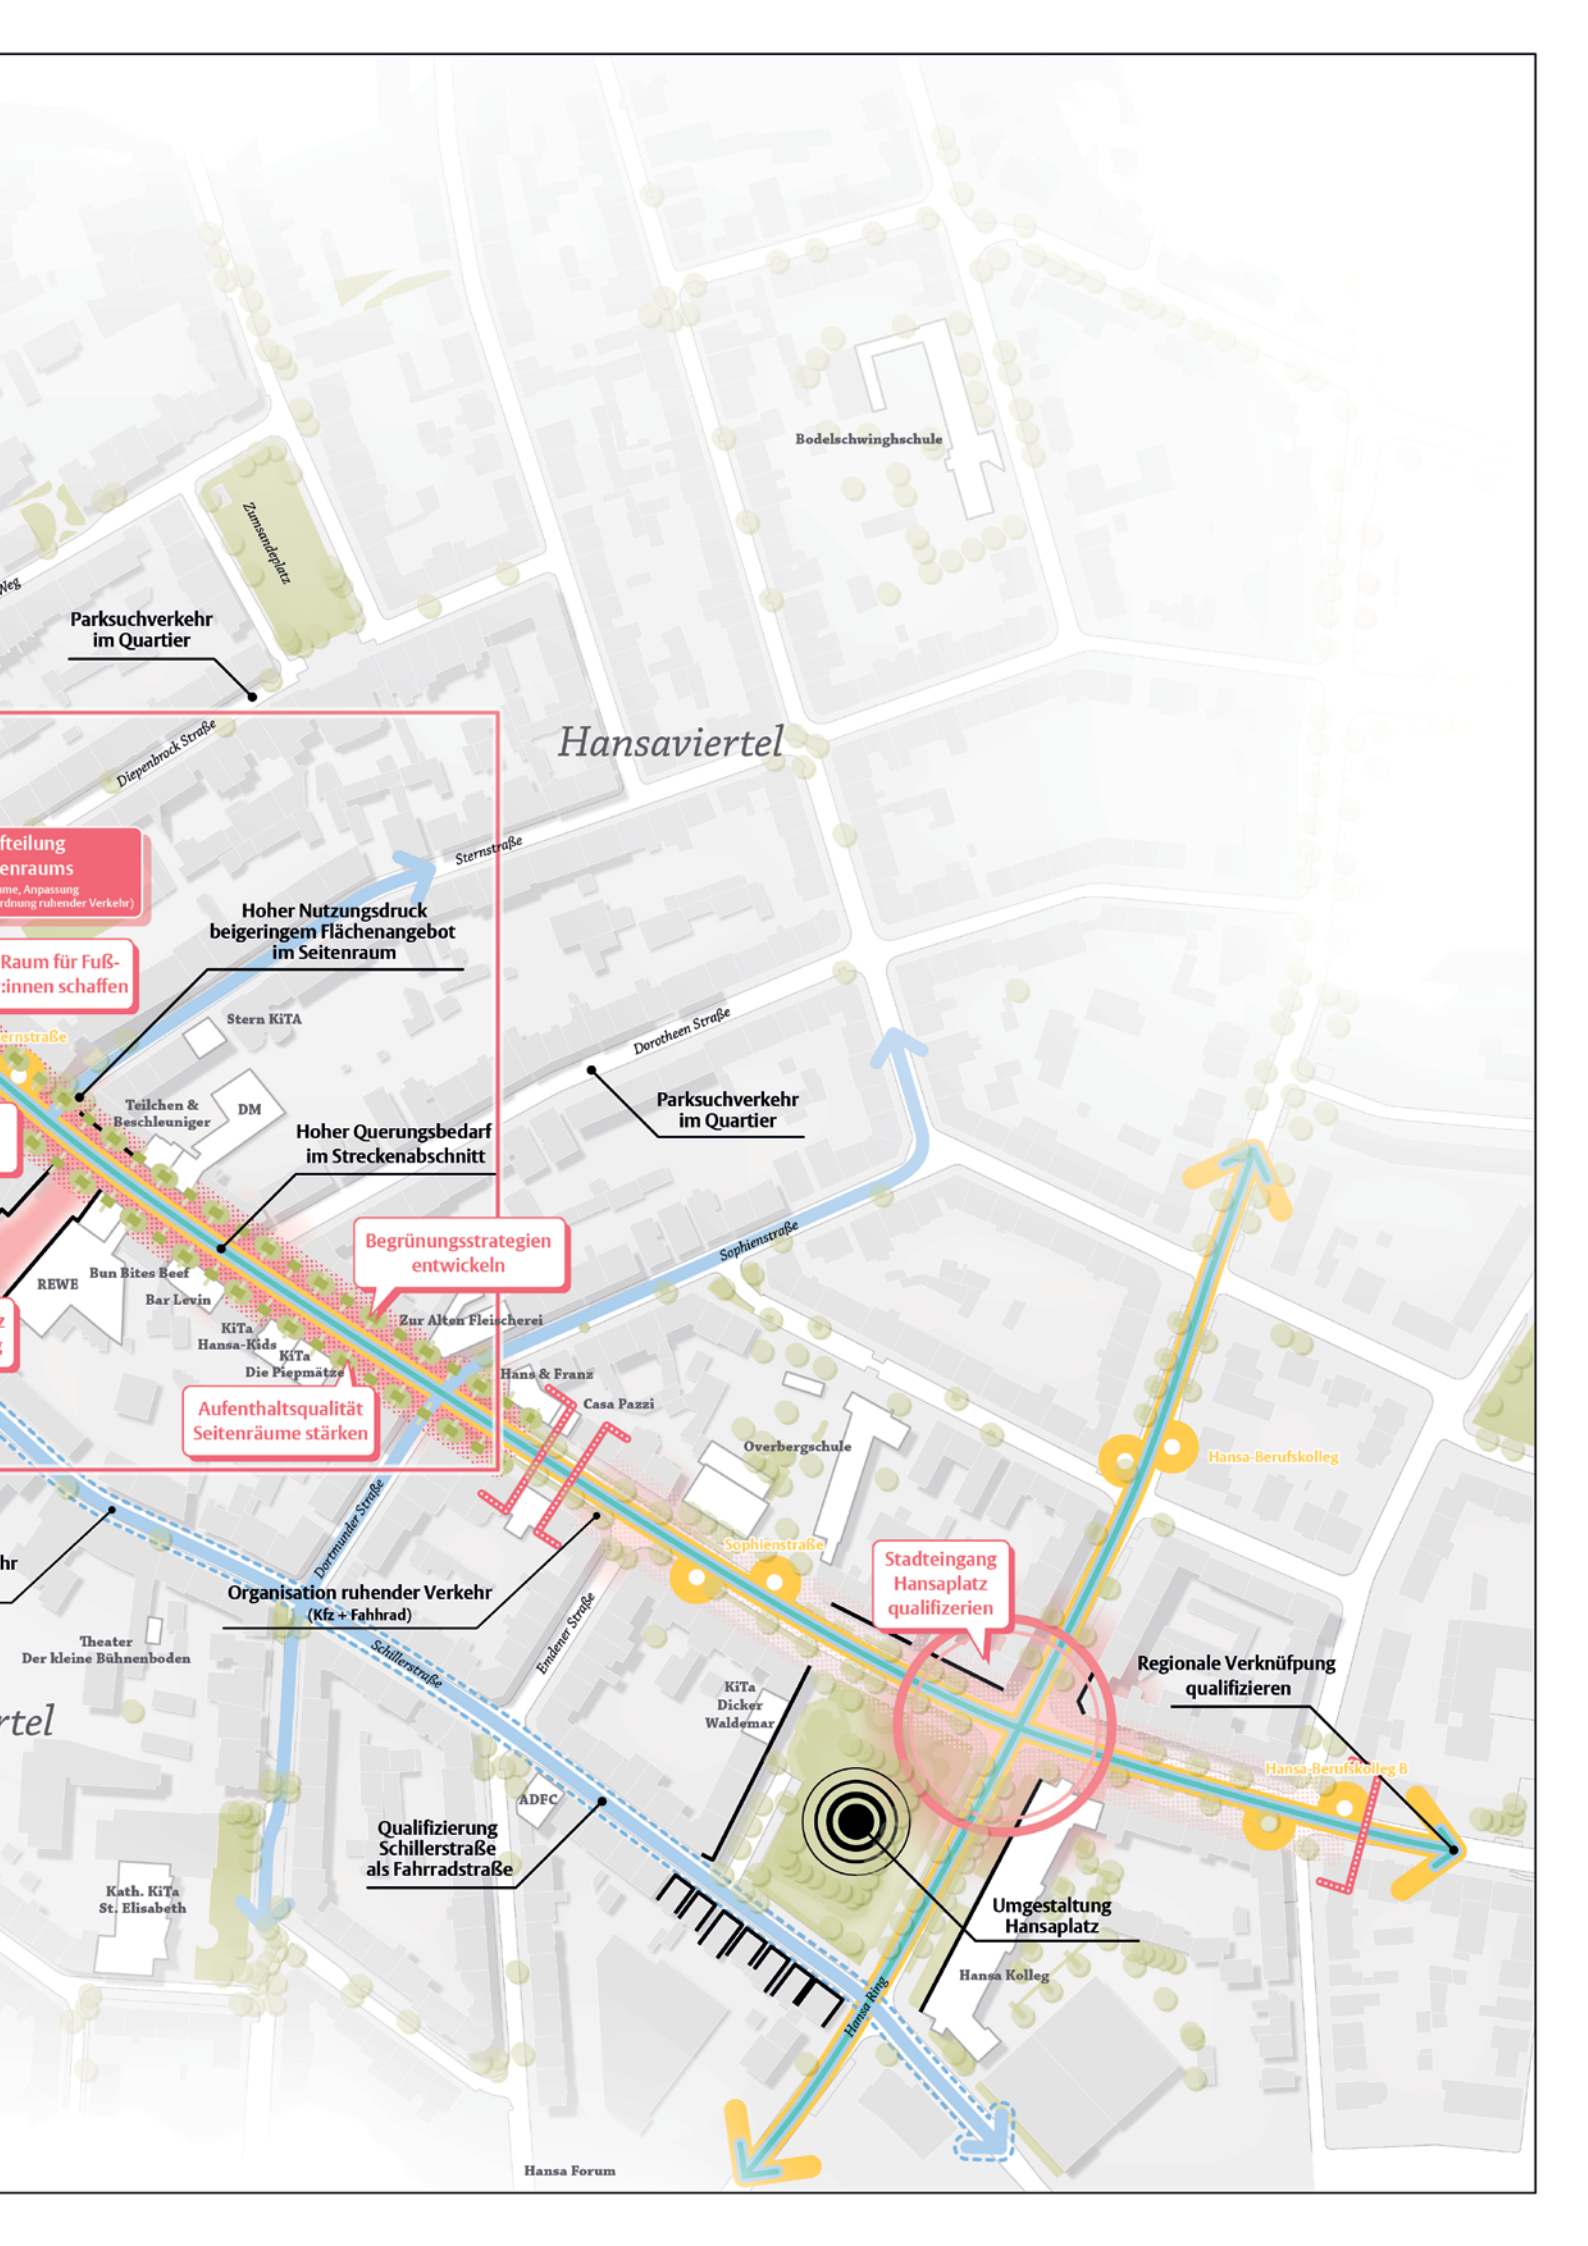 Bodelschwinghschule
Zumsandeplatz
Weg
Parksuchverkehr
im Quartier
Diepenbrock Straße
Hansaviertel
Sternstraße
fteilung
enraums
ume, Anpassung
rdnung ruhender Verkehr)
Hoher Nutzungsdruck
beigeringem Flächenangebot
im Seitenraum
Raum für Fuß-
:innen schaffen
ernstraße
Stern KiTA
Dorotheen Straße
Teilchen &
Beschleuniger
DM
Parksuchverkehr
im Quartier
Hoher Querungsbedarf
im Streckenabschnitt
Sophienstraße
Begrünungsstrategien
entwickeln
REWE
Bun Bites Beef
Bar Levin
z
g
Zur Alten Fleischerei
KiTa
Hansa-Kids
KiTa
Die Piepmätze
Hans & Franz
Casa Pazzi
Aufenthaltsqualität
Seitenräume stärken
Overbergschule
Hansa-Berufskolleg
Dortmunder Straße
Sophienstraße
hr
Stadteingang
Hansaplatz
qualifizerien
Organisation ruhender Verkehr
(Kfz + Fahhrad)
Emdener Straße
Theater
Der kleine Bühnenboden
Schillerstraße
Regionale Verknüfpung
qualifizieren
KiTa
Dicker
Waldemar
rtel
Hansa-Berufskolleg B
ADFC
Qualifizierung
Schillerstraße
als Fahrradstraße
Kath. KiTa
St. Elisabeth
Umgestaltung
Hansaplatz
Hansa Kolleg
Hansa Ring
Hansa Forum